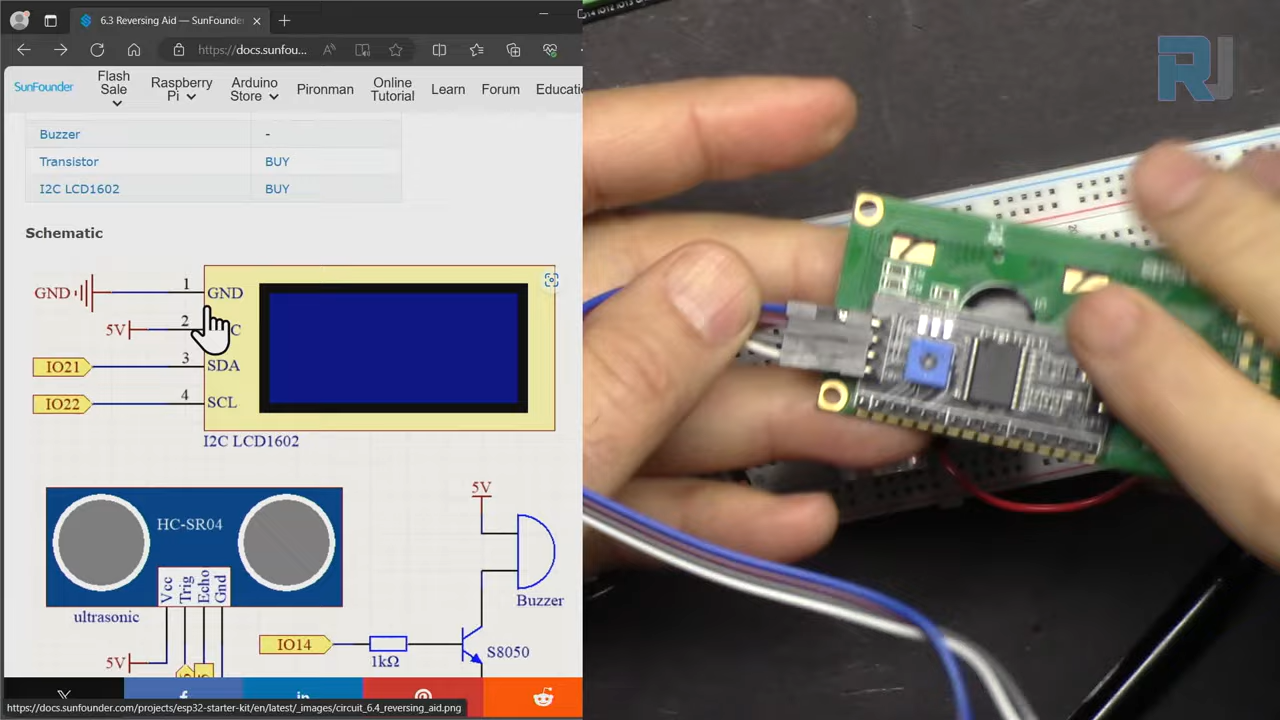 6.3 Reversing Aid — SunFounder
https://docs.sunfou...
SunFounder
Flash Sale
Raspberry Pi
Arduino Store
Pironman
Online Tutorial
Learn
Forum
Educati
Buzzer -
Transistor BUY
I2C LCD1602 BUY
Schematic
GND 1 GND
5V 2 C
IO21 3 SDA
IO22 4 SCL
I2C LCD1602
HC-SR04
Vcc
Trig
Echo
Gnd
ultrasonic
5V
5V
Buzzer
IO14
1kΩ
S8050
https://docs.sunfounder.com/projects/esp32-starter-kit/en/latest/_images/circuit_6.4_reversing_aid.png
RJ